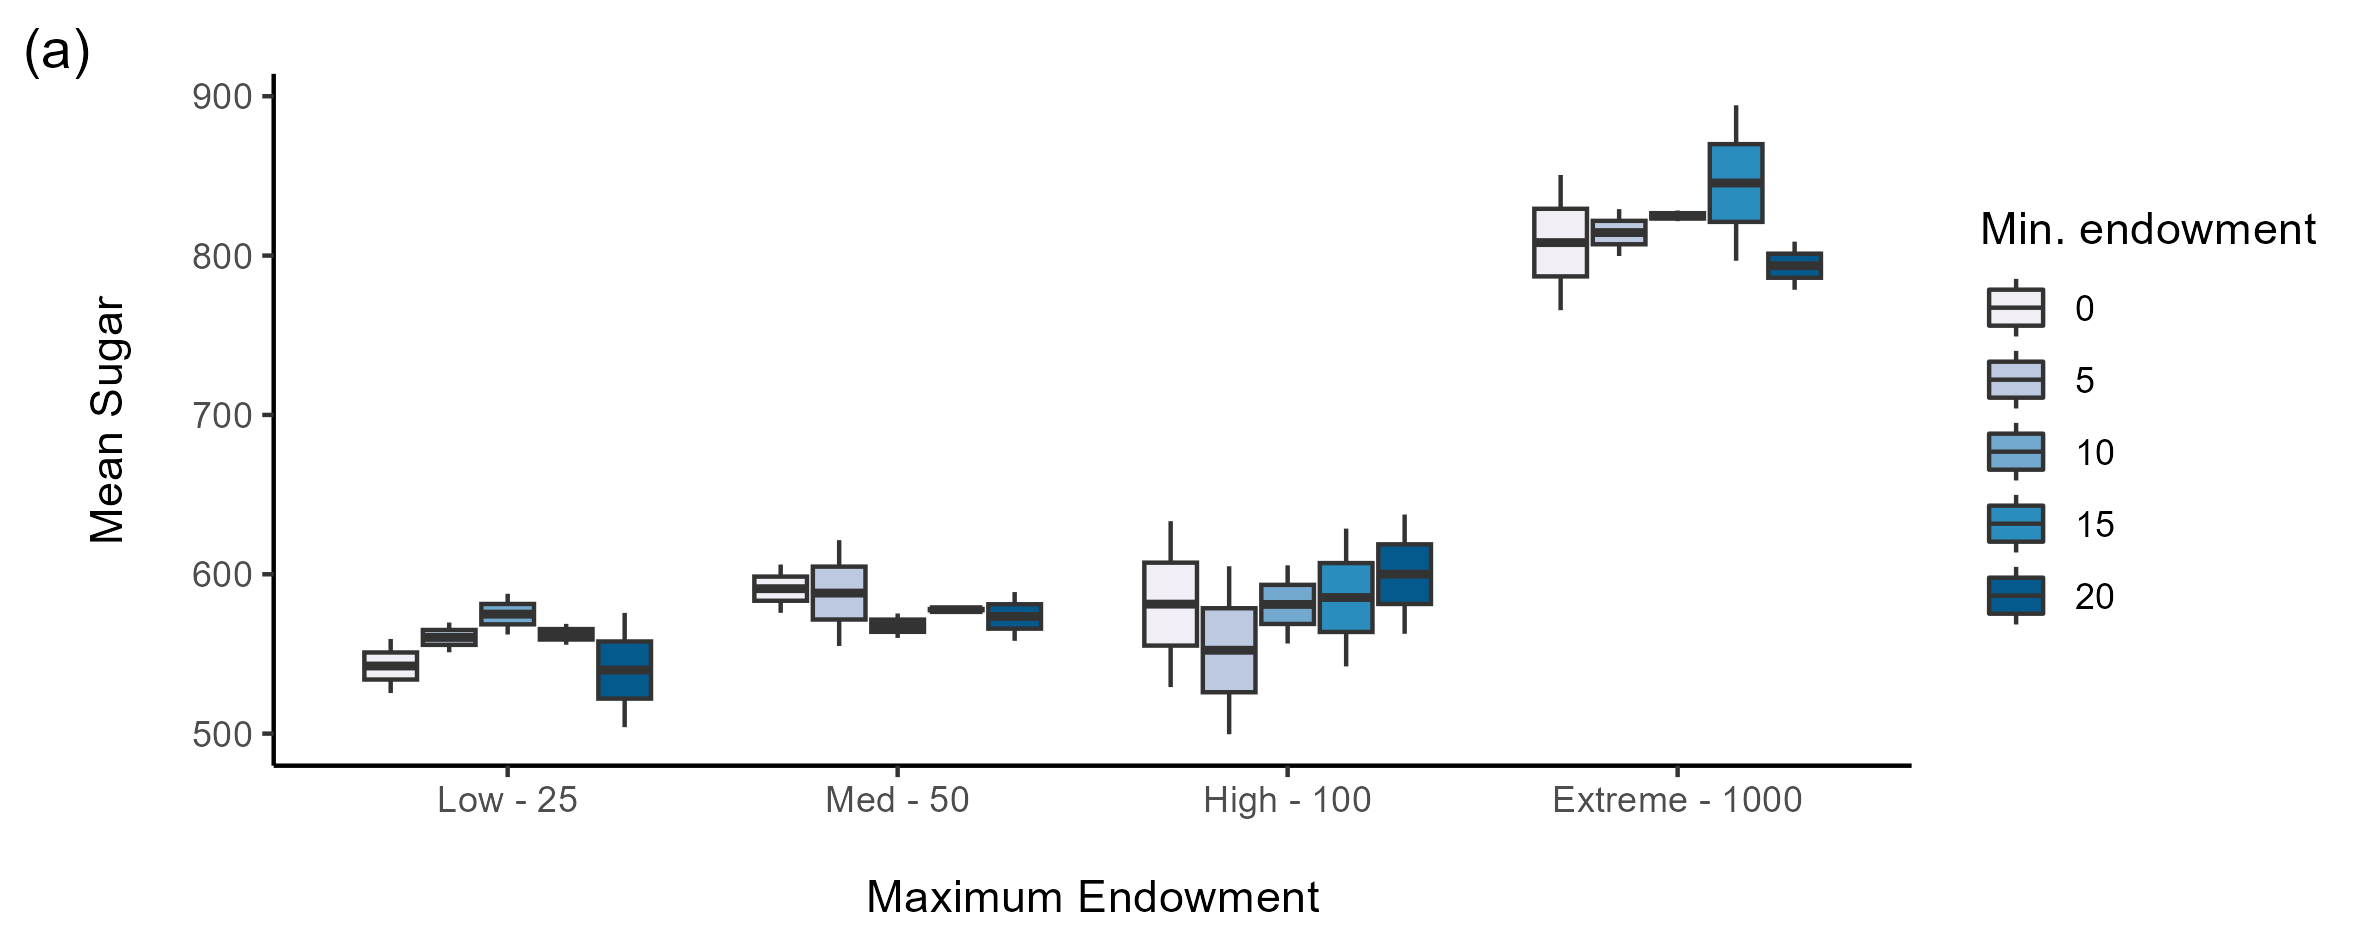 (a)
900
800
700
600
500
Mean Sugar
Low - 25
Med - 50
High - 100
Extreme - 1000
Maximum Endowment
Min. endowment
0
5
10
15
20